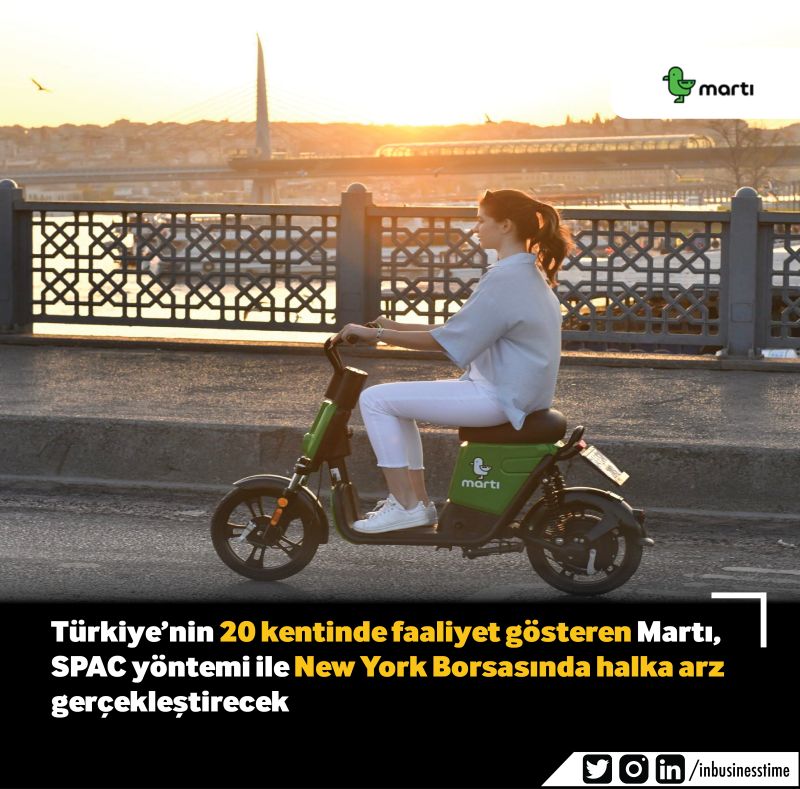 martı
martı
Türkiye'nin 20 kentinde faaliyet gösteren Martı,
SPAC yöntemi ile New York Borsasında halka arz
gerçekleştirecek
/inbusinesstime